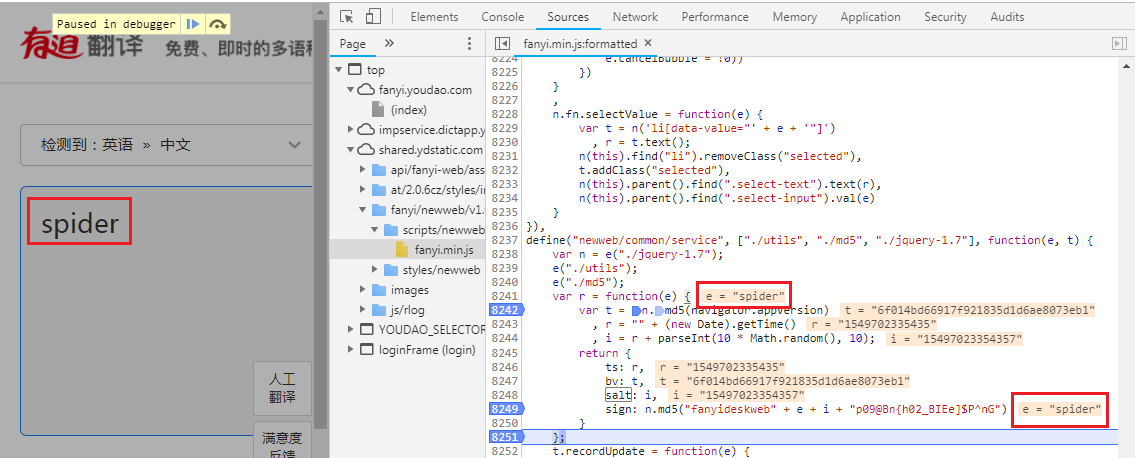 Paused in debugger
有道翻译 免费、即时的多语种
检测到：英语 » 中文
spider
人工
翻译
满意度
反馈
Elements Console Sources Network Performance Memory Application Security Audits
Page »
fanyi.min.js:formatted ×
top
fanyi.youdao.com
(index)
impservice.dictapp.y
shared.ydstatic.com
api/fanyi-web/ass
at/2.0.6cz/styles/in
fanyi/newweb/v1.
scripts/newweb
fanyi.min.js
styles/newweb
images
js/rlog
YOUDAO_SELECTOR
loginFrame (login)
8224 e.cancelBubble = !0))
8225 })
8226 }
8227 ,
8228 n.fn.selectValue = function(e) {
8229 var t = n('li[data-value="' + e + '"]')
8230 , r = t.text();
8231 n(this).find("li").removeClass("selected"),
8232 t.addClass("selected"),
8233 n(this).parent().find(".select-text").text(r),
8234 n(this).parent().find(".select-input").val(e)
8235 }
8236 }),
8237 define("newweb/common/service", ["./utils", "./md5", "./jquery-1.7"], function(e, t) {
8238 var n = e("./jquery-1.7");
8239 e("./utils");
8240 e("./md5");
8241 var r = function(e) { e = "spider"
8242 var t = n.md5(navigator.appVersion) t = "6f014bd66917f921835d1d6ae8073eb1"
8243 , r = "" + (new Date).getTime() r = "1549702335435"
8244 , i = r + parseInt(10 * Math.random(), 10); i = "15497023354357"
8245 return {
8246 ts: r, r = "1549702335435"
8247 bv: t, t = "6f014bd66917f921835d1d6ae8073eb1"
8248 salt: i, i = "15497023354357"
8249 sign: n.md5("fanyideskweb" + e + i + "p09@Bn{h02_BIEe]$P^nG") e = "spider"
8250 }
8251 };
8252 t.recordUpdate = function(e) {